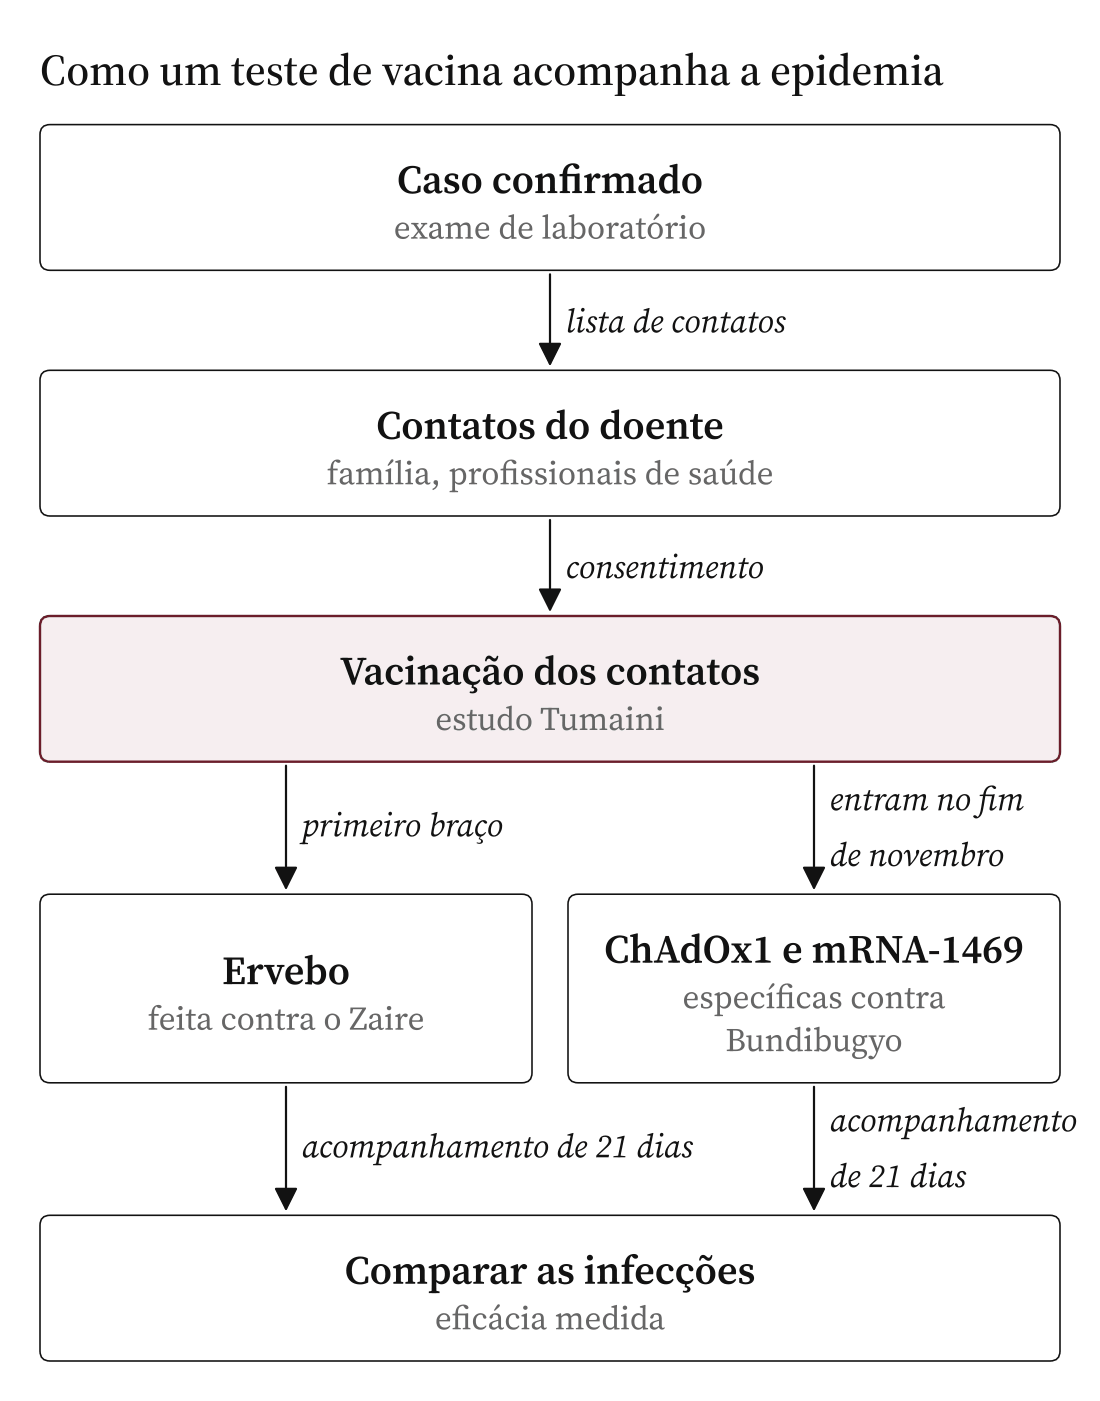 Como um teste de vacina acompanha a epidemia
Caso confirmado
exame de laboratório
lista de contatos
Contatos do doente
família, profissionais de saúde
consentimento
Vacinação dos contatos
estudo Tumaini
primeiro braço
entram no fim
de novembro
Ervebo
feita contra o Zaire
ChAdOx1 e mRNA-1469
específicas contra
Bundibugyo
acompanhamento de 21 dias
acompanhamento
de 21 dias
Comparar as infecções
eficácia medida